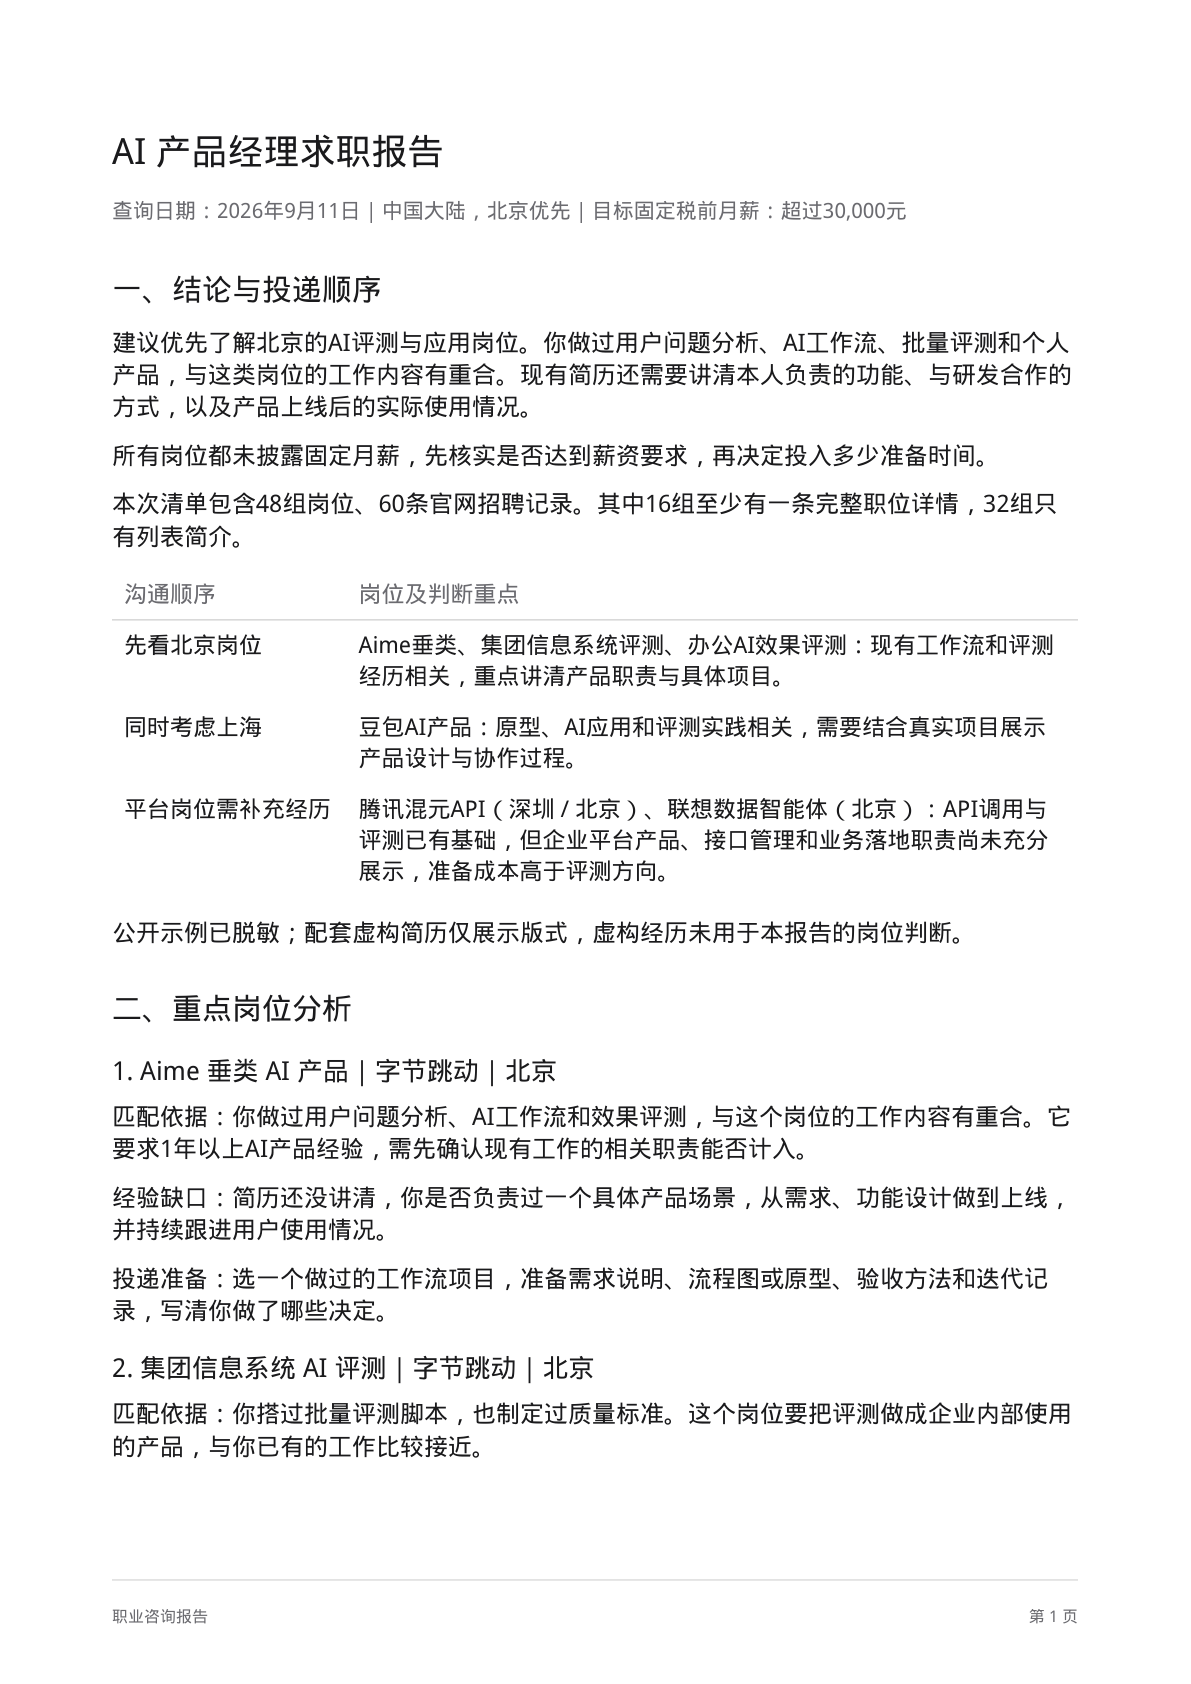 AI 产品经理求职报告
查询日期：2026年9月11日 | 中国大陆，北京优先 | 目标固定税前月薪：超过30,000元
一、结论与投递顺序
建议优先了解北京的AI评测与应用岗位。你做过用户问题分析、AI工作流、批量评测和个人
产品，与这类岗位的工作内容有重合。现有简历还需要讲清本人负责的功能、与研发合作的
方式，以及产品上线后的实际使用情况。
所有岗位都未披露固定月薪，先核实是否达到薪资要求，再决定投入多少准备时间。
本次清单包含48组岗位、60条官网招聘记录。其中16组至少有一条完整职位详情，32组只
有列表简介。
沟通顺序 岗位及判断重点
先看北京岗位 Aime垂类、集团信息系统评测、办公AI效果评测：现有工作流和评测
经历相关，重点讲清产品职责与具体项目。
同时考虑上海 豆包AI产品：原型、AI应用和评测实践相关，需要结合真实项目展示
产品设计与协作过程。
平台岗位需补充经历 腾讯混元API（深圳 / 北京）、联想数据智能体（北京）：API调用与
评测已有基础，但企业平台产品、接口管理和业务落地职责尚未充分
展示，准备成本高于评测方向。
公开示例已脱敏；配套虚构简历仅展示版式，虚构经历未用于本报告的岗位判断。
二、重点岗位分析
1. Aime 垂类 AI 产品 | 字节跳动 | 北京
匹配依据：你做过用户问题分析、AI工作流和效果评测，与这个岗位的工作内容有重合。它
要求1年以上AI产品经验，需先确认现有工作的相关职责能否计入。
经验缺口：简历还没讲清，你是否负责过一个具体产品场景，从需求、功能设计做到上线，
并持续跟进用户使用情况。
投递准备：选一个做过的工作流项目，准备需求说明、流程图或原型、验收方法和迭代记
录，写清你做了哪些决定。
2. 集团信息系统 AI 评测 | 字节跳动 | 北京
匹配依据：你搭过批量评测脚本，也制定过质量标准。这个岗位要把评测做成企业内部使用
的产品，与你已有的工作比较接近。
职业咨询报告 第 1 页